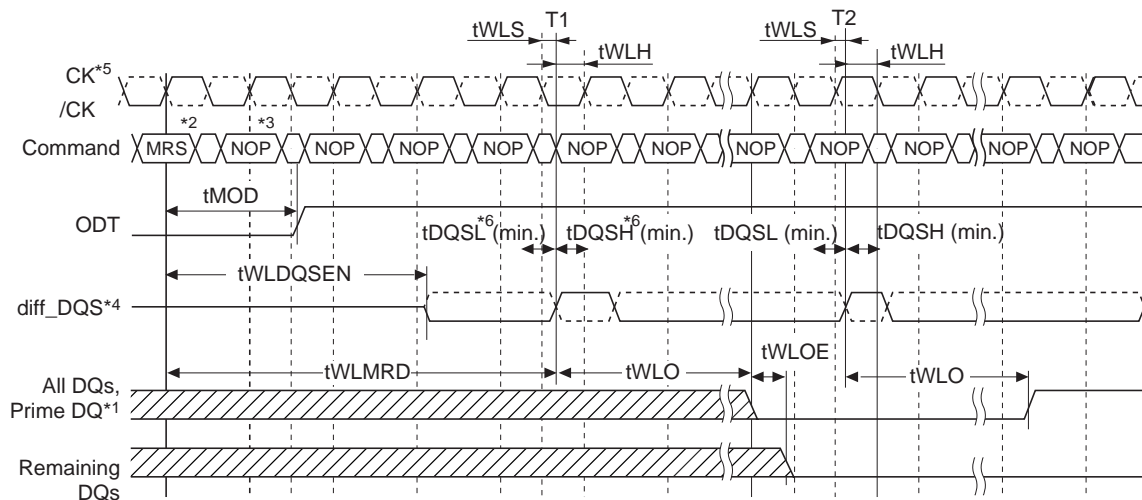 T1 T2
tWLS tWLS
tWLH tWLH
CK*5
/CK
*2 *3
Command MRS NOP NOP NOP NOP NOP NOP NOP NOP NOP NOP NOP
tMOD
ODT
tDQSL*6 (min.) tDQSH*6 (min.) tDQSL (min.) tDQSH (min.)
tWLDQSEN
diff_DQS*4
tWLOE
tWLMRD tWLO tWLO
All DQs,
Prime DQ*1
Remaining
DQs